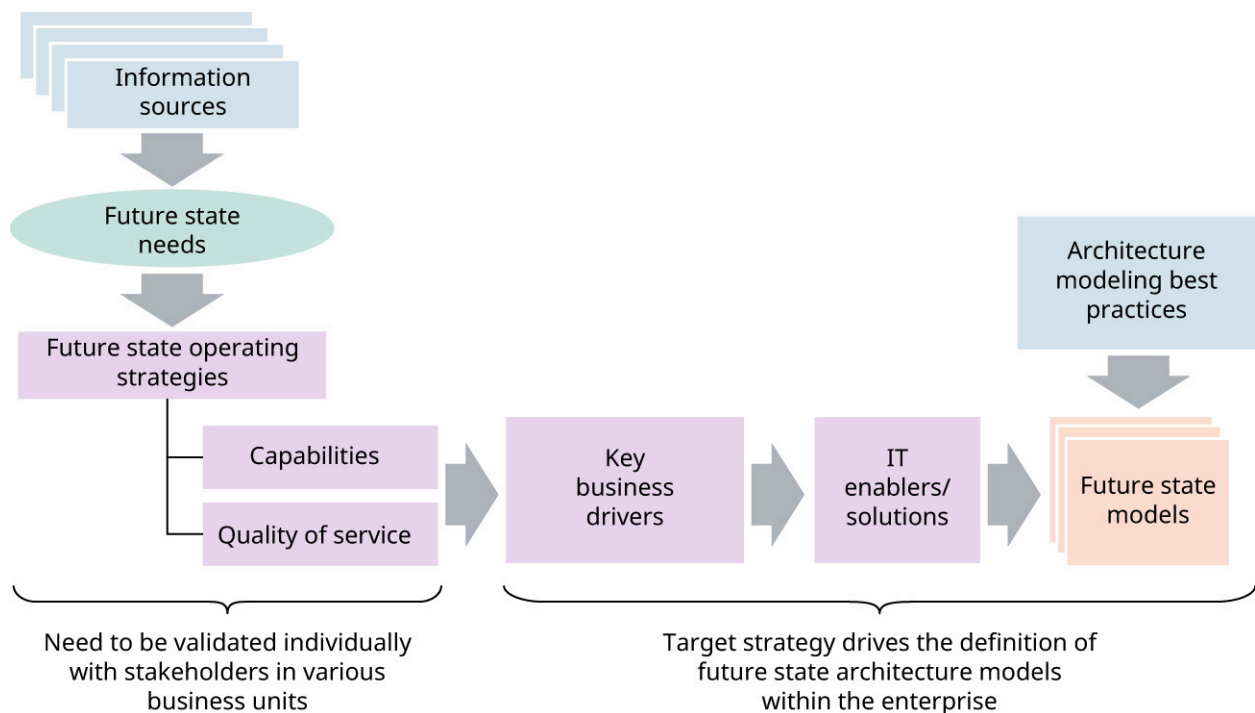 Information
sources
Future state
needs
Future state operating
strategies
Capabilities
Quality of service
Key
business
drivers
IT
enablers/
solutions
Architecture
modeling best
practices
Future state
models
Need to be validated individually
with stakeholders in various
business units
Target strategy drives the definition of
future state architecture models
within the enterprise